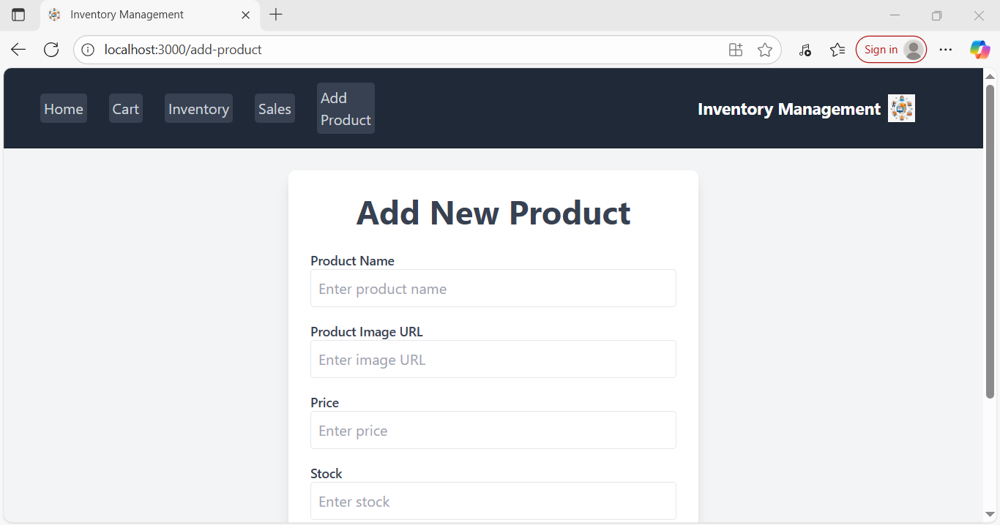 Inventory Management
localhost:3000/add-product
Sign in
Home
Cart
Inventory
Sales
Add
Product
Inventory Management
Add New Product
Product Name
Enter product name
Product Image URL
Enter image URL
Price
Enter price
Stock
Enter stock